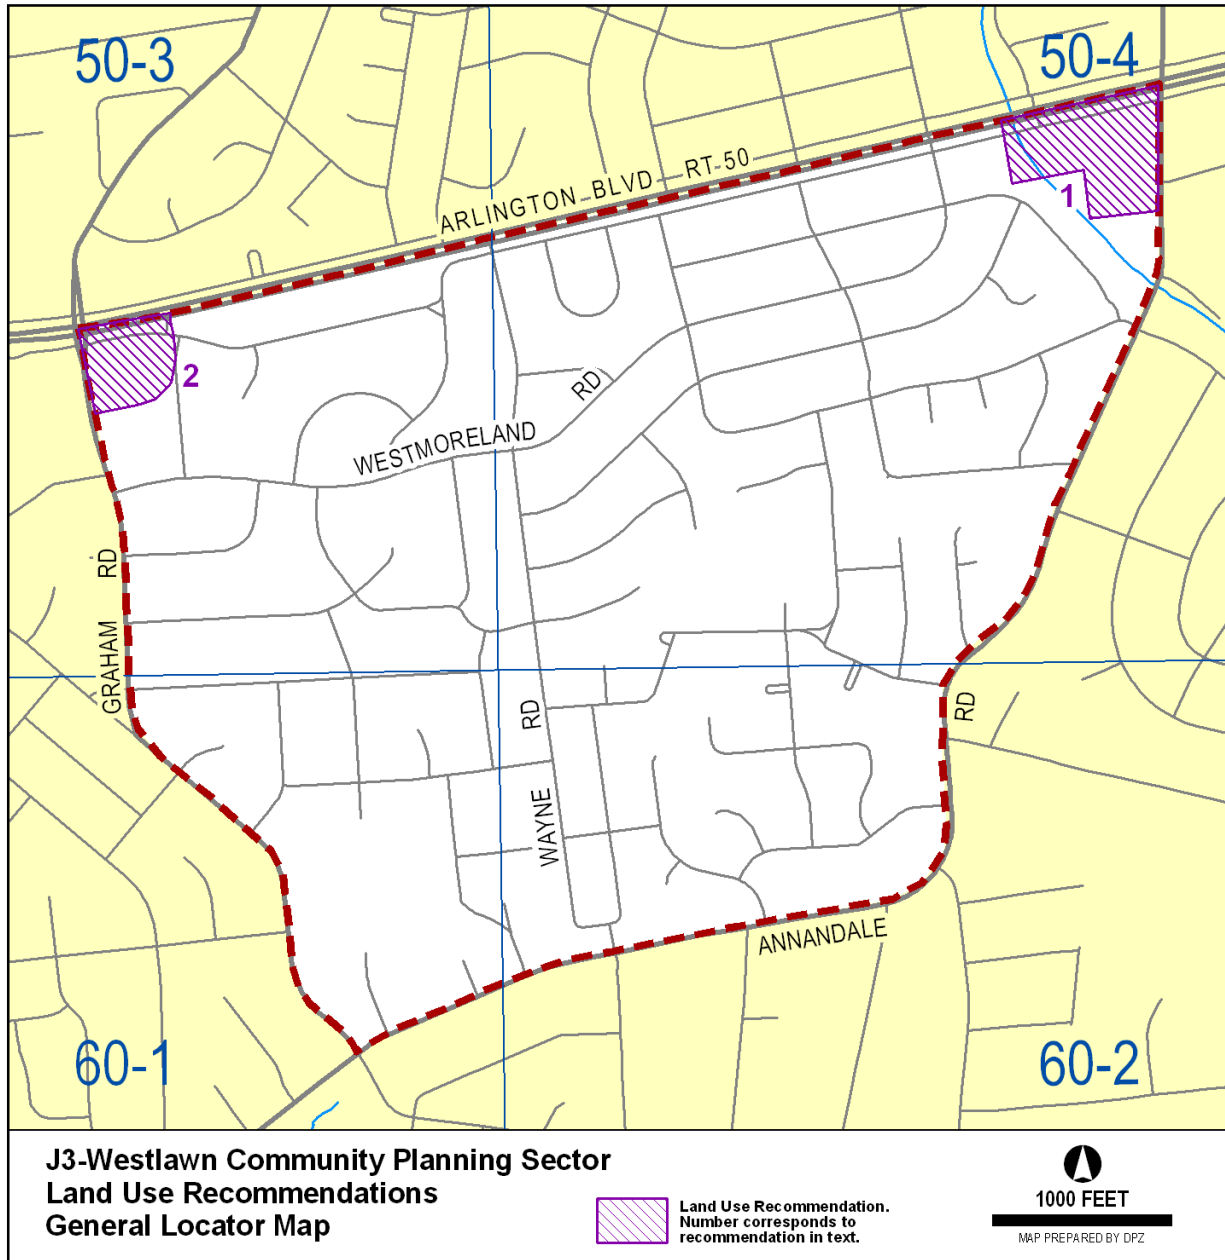 50-3
50-4
ARLINGTON BLVD RT 50
1
2
RD
WESTMORELAND
RD
GRAHAM
RD
RD
WAYNE
ANNANDALE
60-1
60-2
J3-Westlawn Community Planning Sector
Land Use Recommendations
General Locator Map
Land Use Recommendation.
Number corresponds to
recommendation in text.
1000 FEET
MAP PREPARED BY DPZ